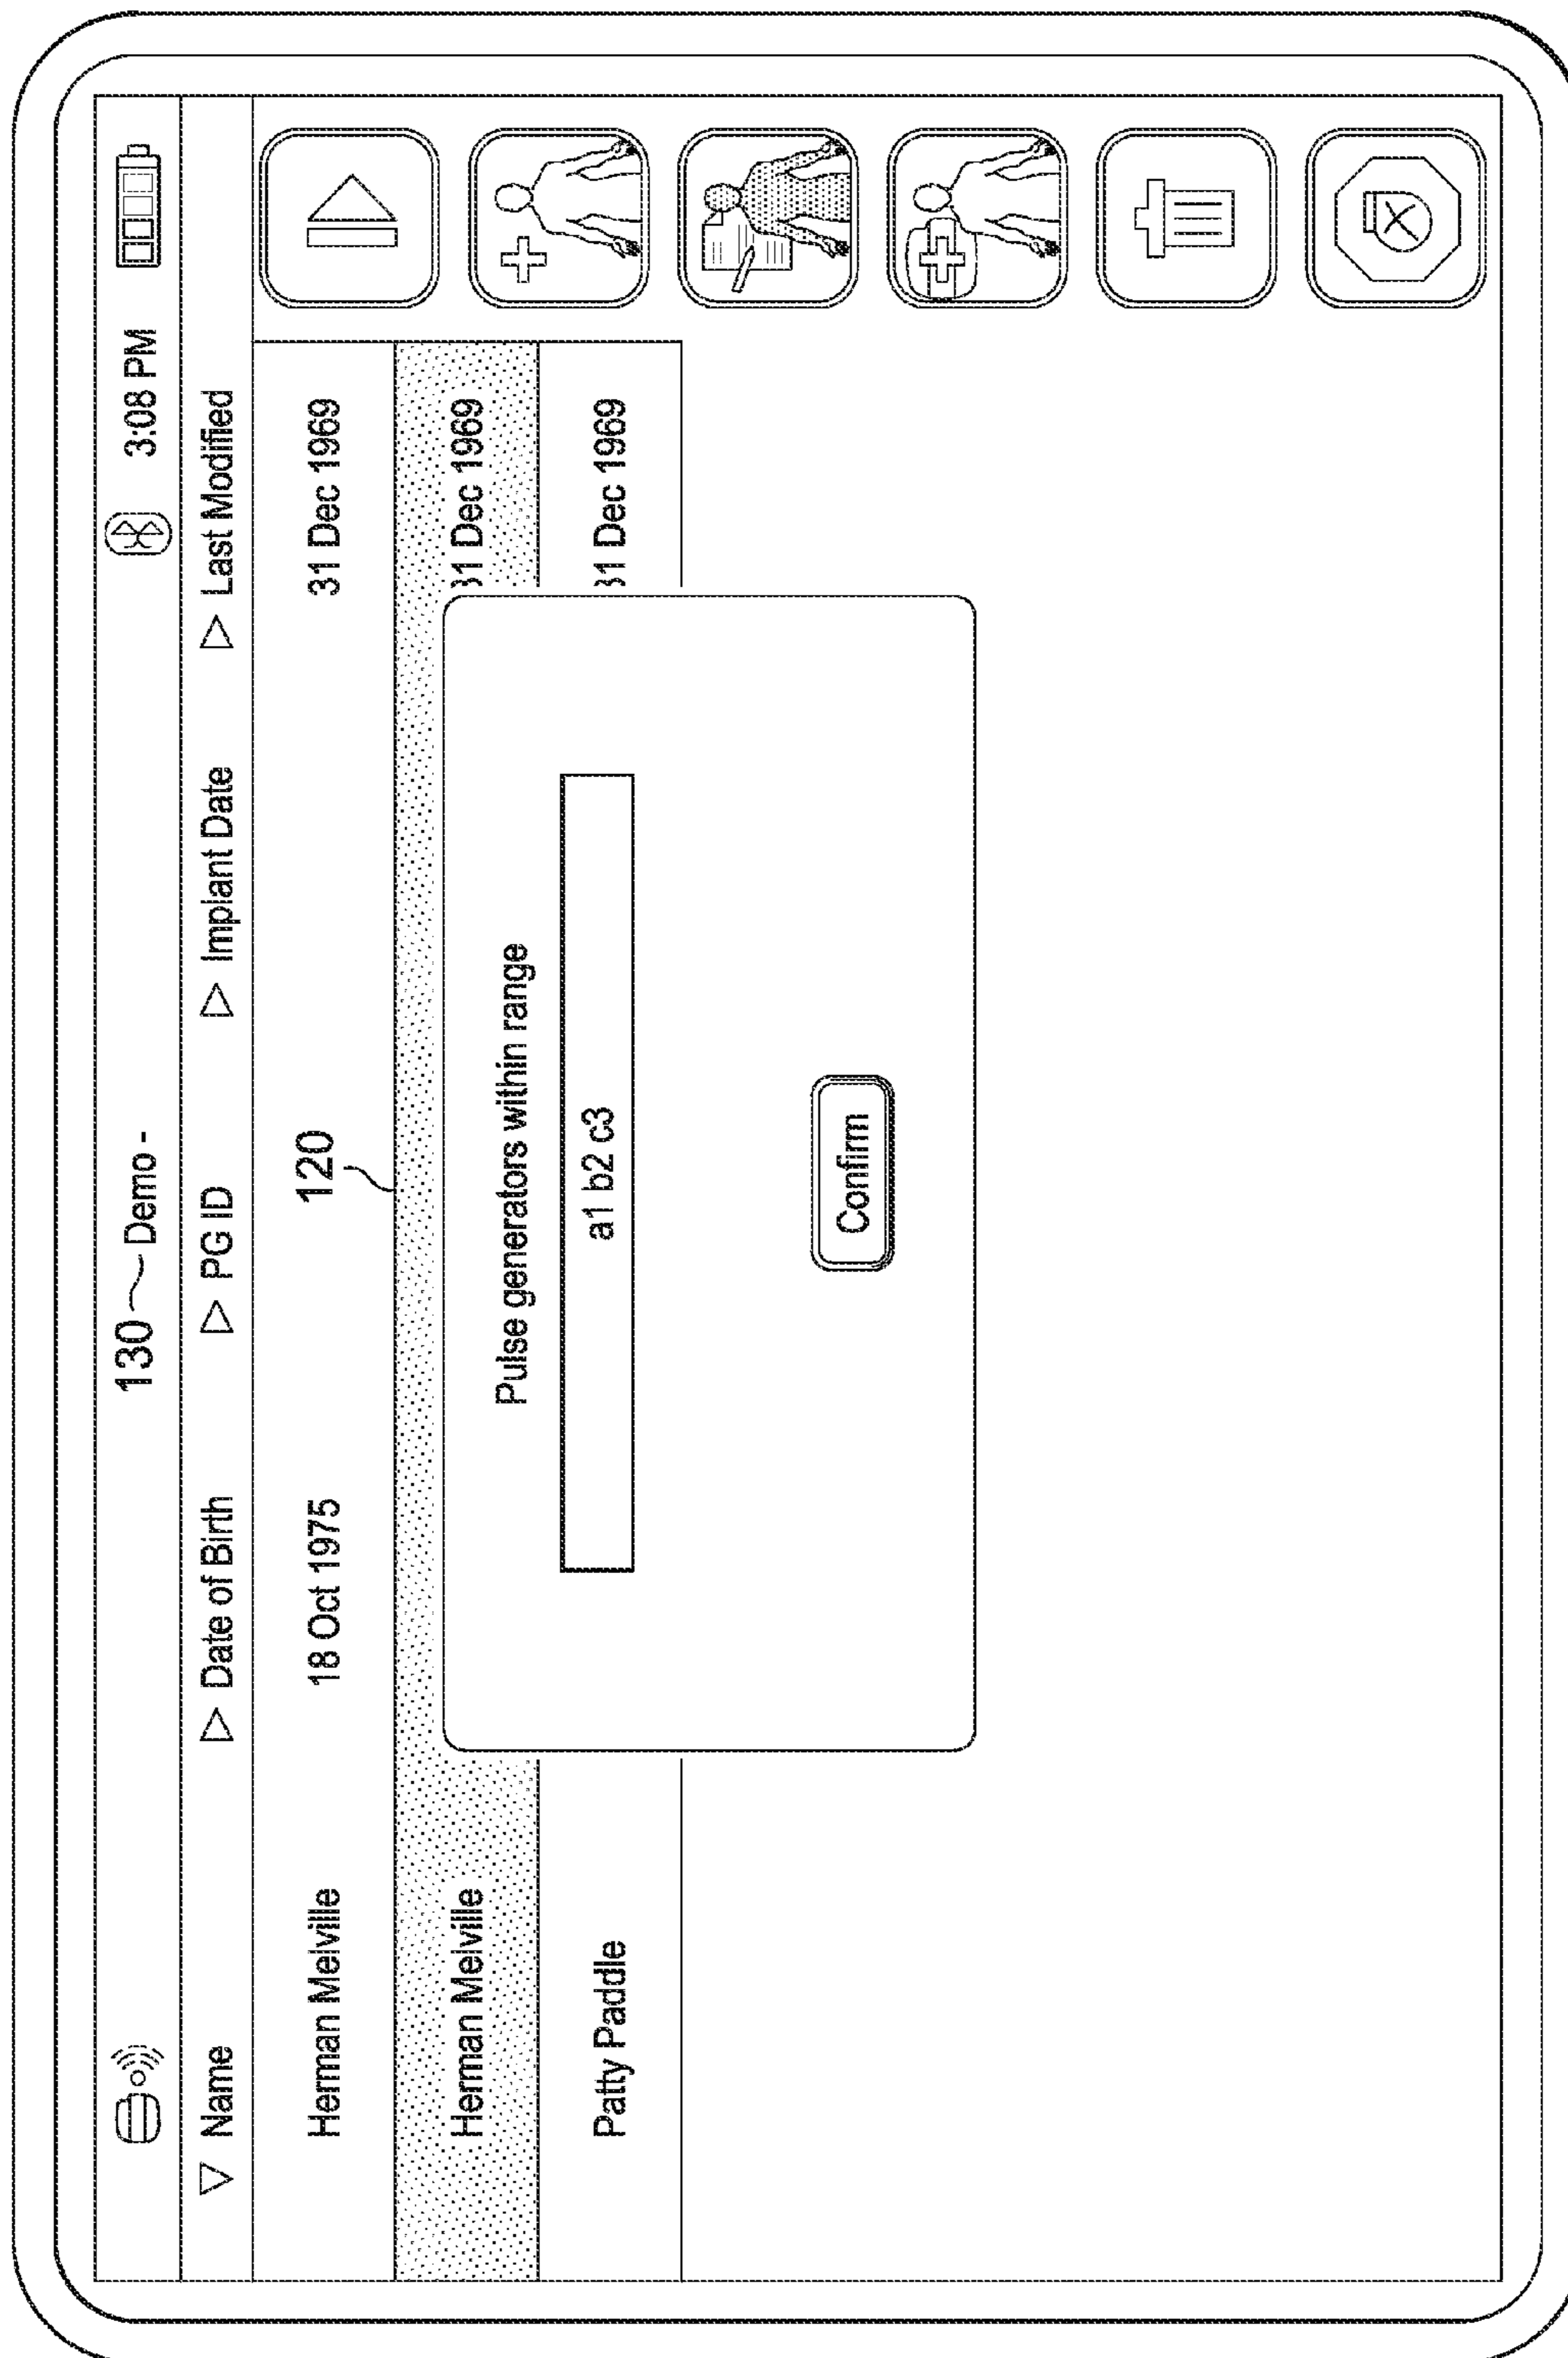 130 Demo - 3:08 PM
Name Date of Birth PG ID Implant Date Last Modified
Herman Melville 18 Oct 1975 120 31 Dec 1969
Herman Melville 31 Dec 1969
Pulse generators within range
Patty Paddle a1 b2 c3 31 Dec 1969
Confirm